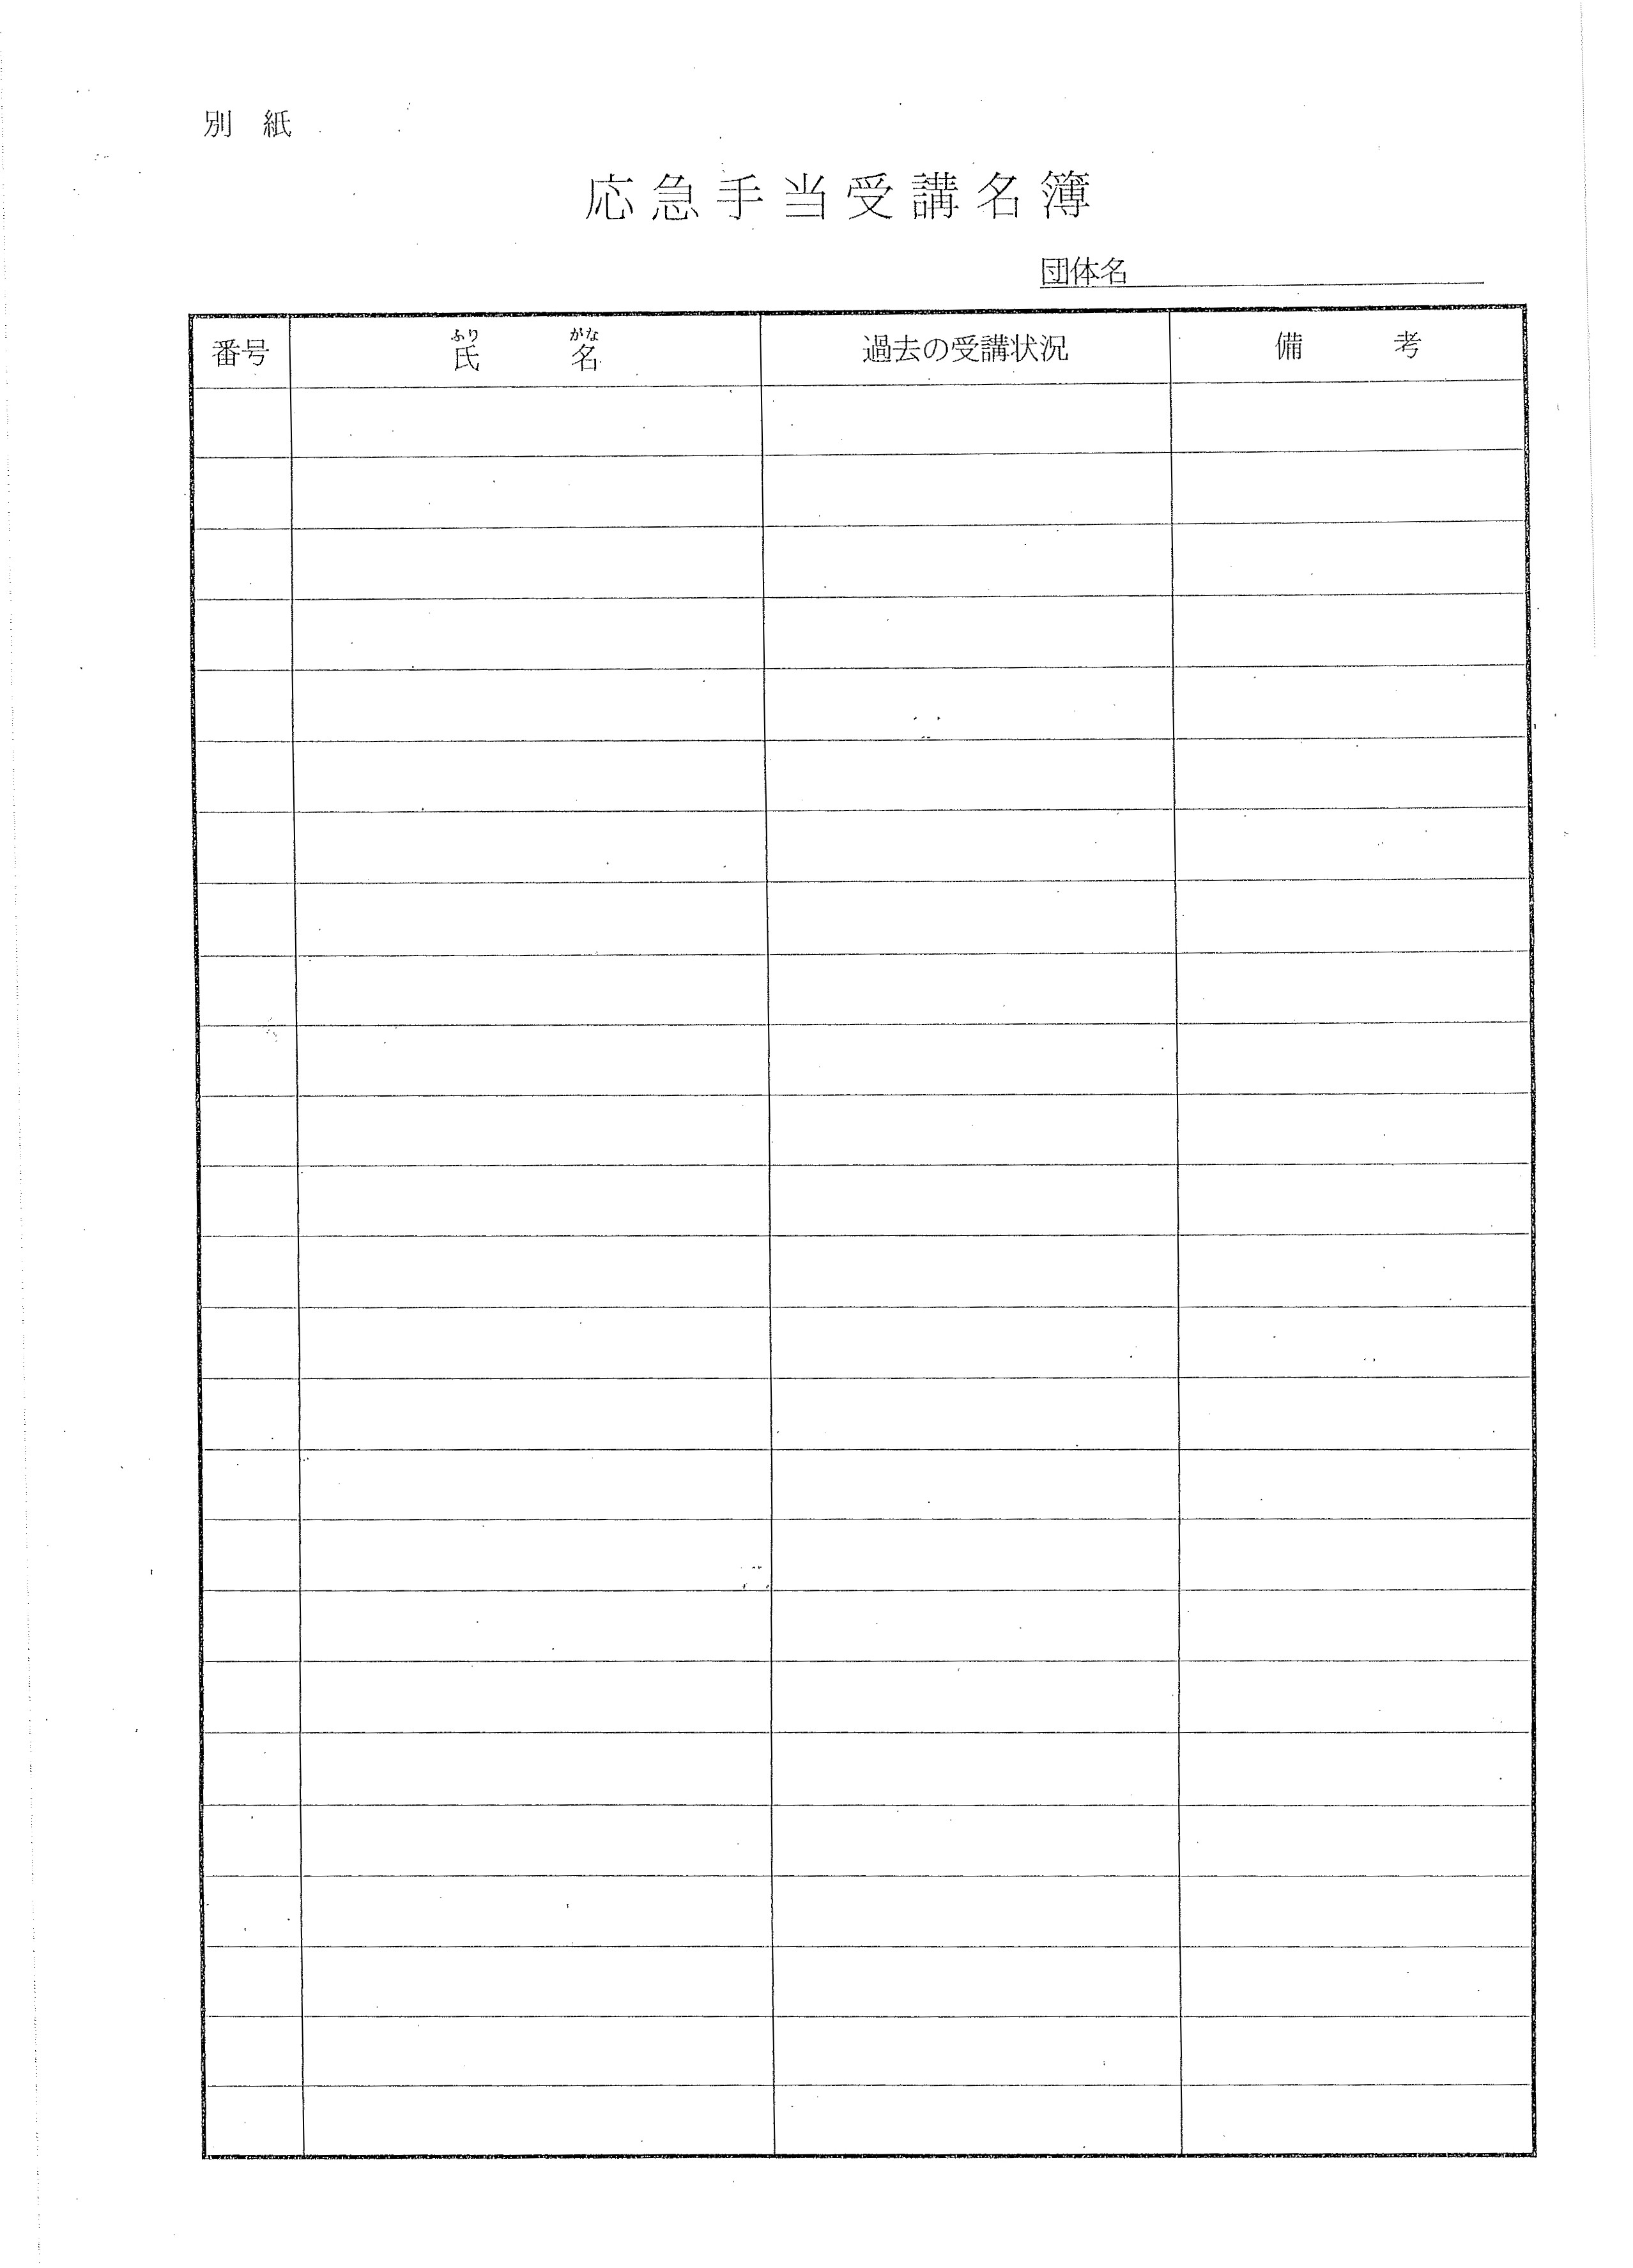 別 紙
応急手当受講名簿
団体名
ふり がな
番号 氏 名 過去の受講状況 備 考